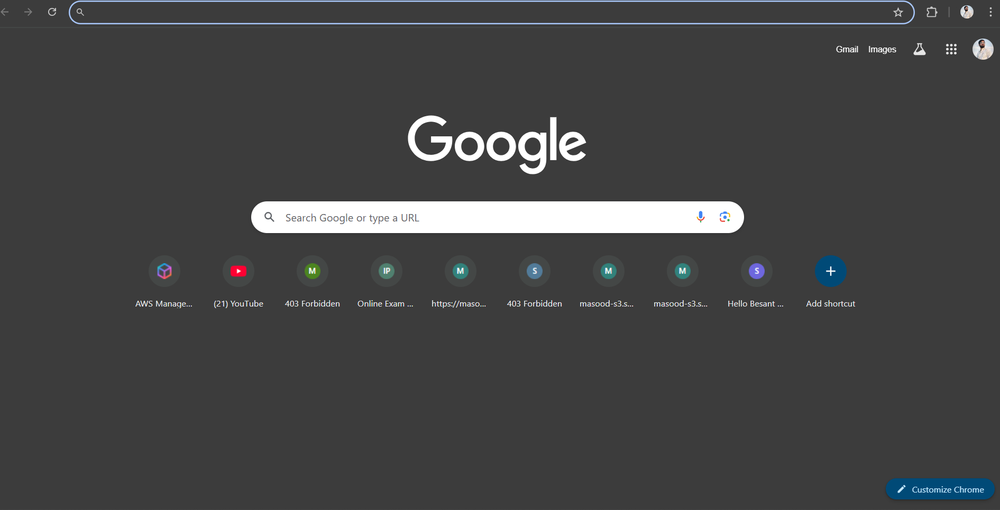 Gmail Images
Google
Search Google or type a URL
M IP M S M M S
AWS Manage... (21) YouTube 403 Forbidden Online Exam ... https://maso... 403 Forbidden masood-s3.s... masood-s3.s... Hello Besant ... Add shortcut
Customize Chrome